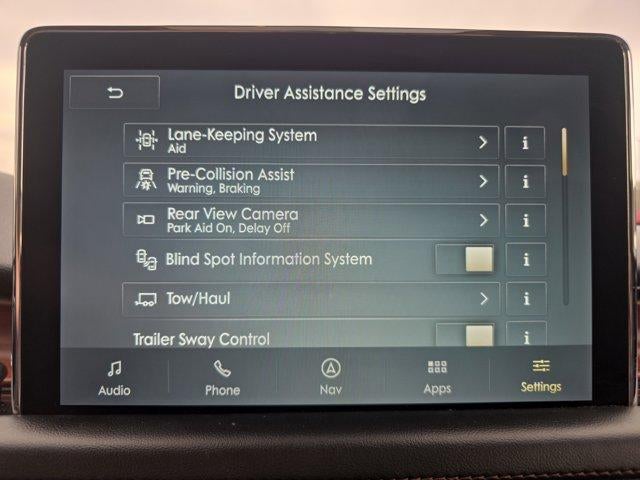 Driver Assistance Settings
Lane-Keeping System
Aid
i
Pre-Collision Assist
Warning, Braking
i
Rear View Camera
Park Aid On, Delay Off
i
Blind Spot Information System
i
Tow/Haul
i
Trailer Sway Control
i
Audio
Phone
Nav
Apps
Settings